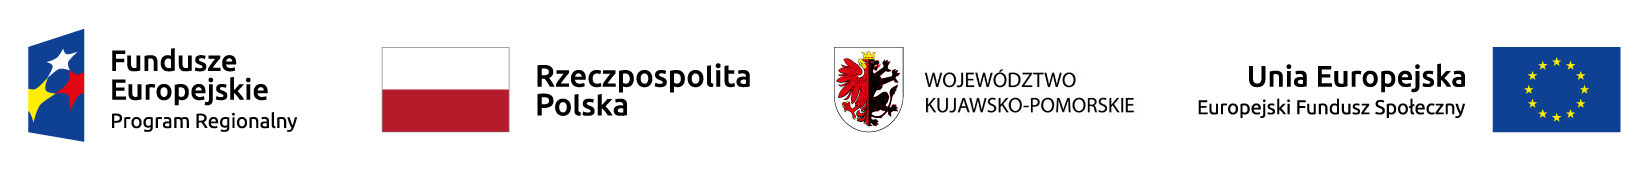 Fundusze
Europejskie
Program Regionalny
Rzeczpospolita
Polska
WOJEWÓDZTWO
KUJAWSKO-POMORSKIE
Unia Europejska
Europejski Fundusz Społeczny